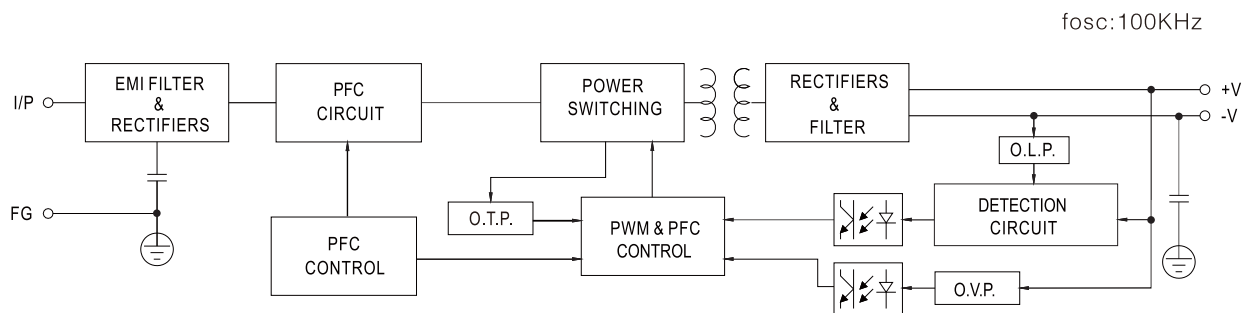 fosc:100KHz
I/P
EMI FILTER
&
RECTIFIERS
PFC
CIRCUIT
POWER
SWITCHING
RECTIFIERS
&
FILTER
+V
-V
O.L.P.
FG
O.T.P.
PFC
CONTROL
PWM & PFC
CONTROL
DETECTION
CIRCUIT
O.V.P.